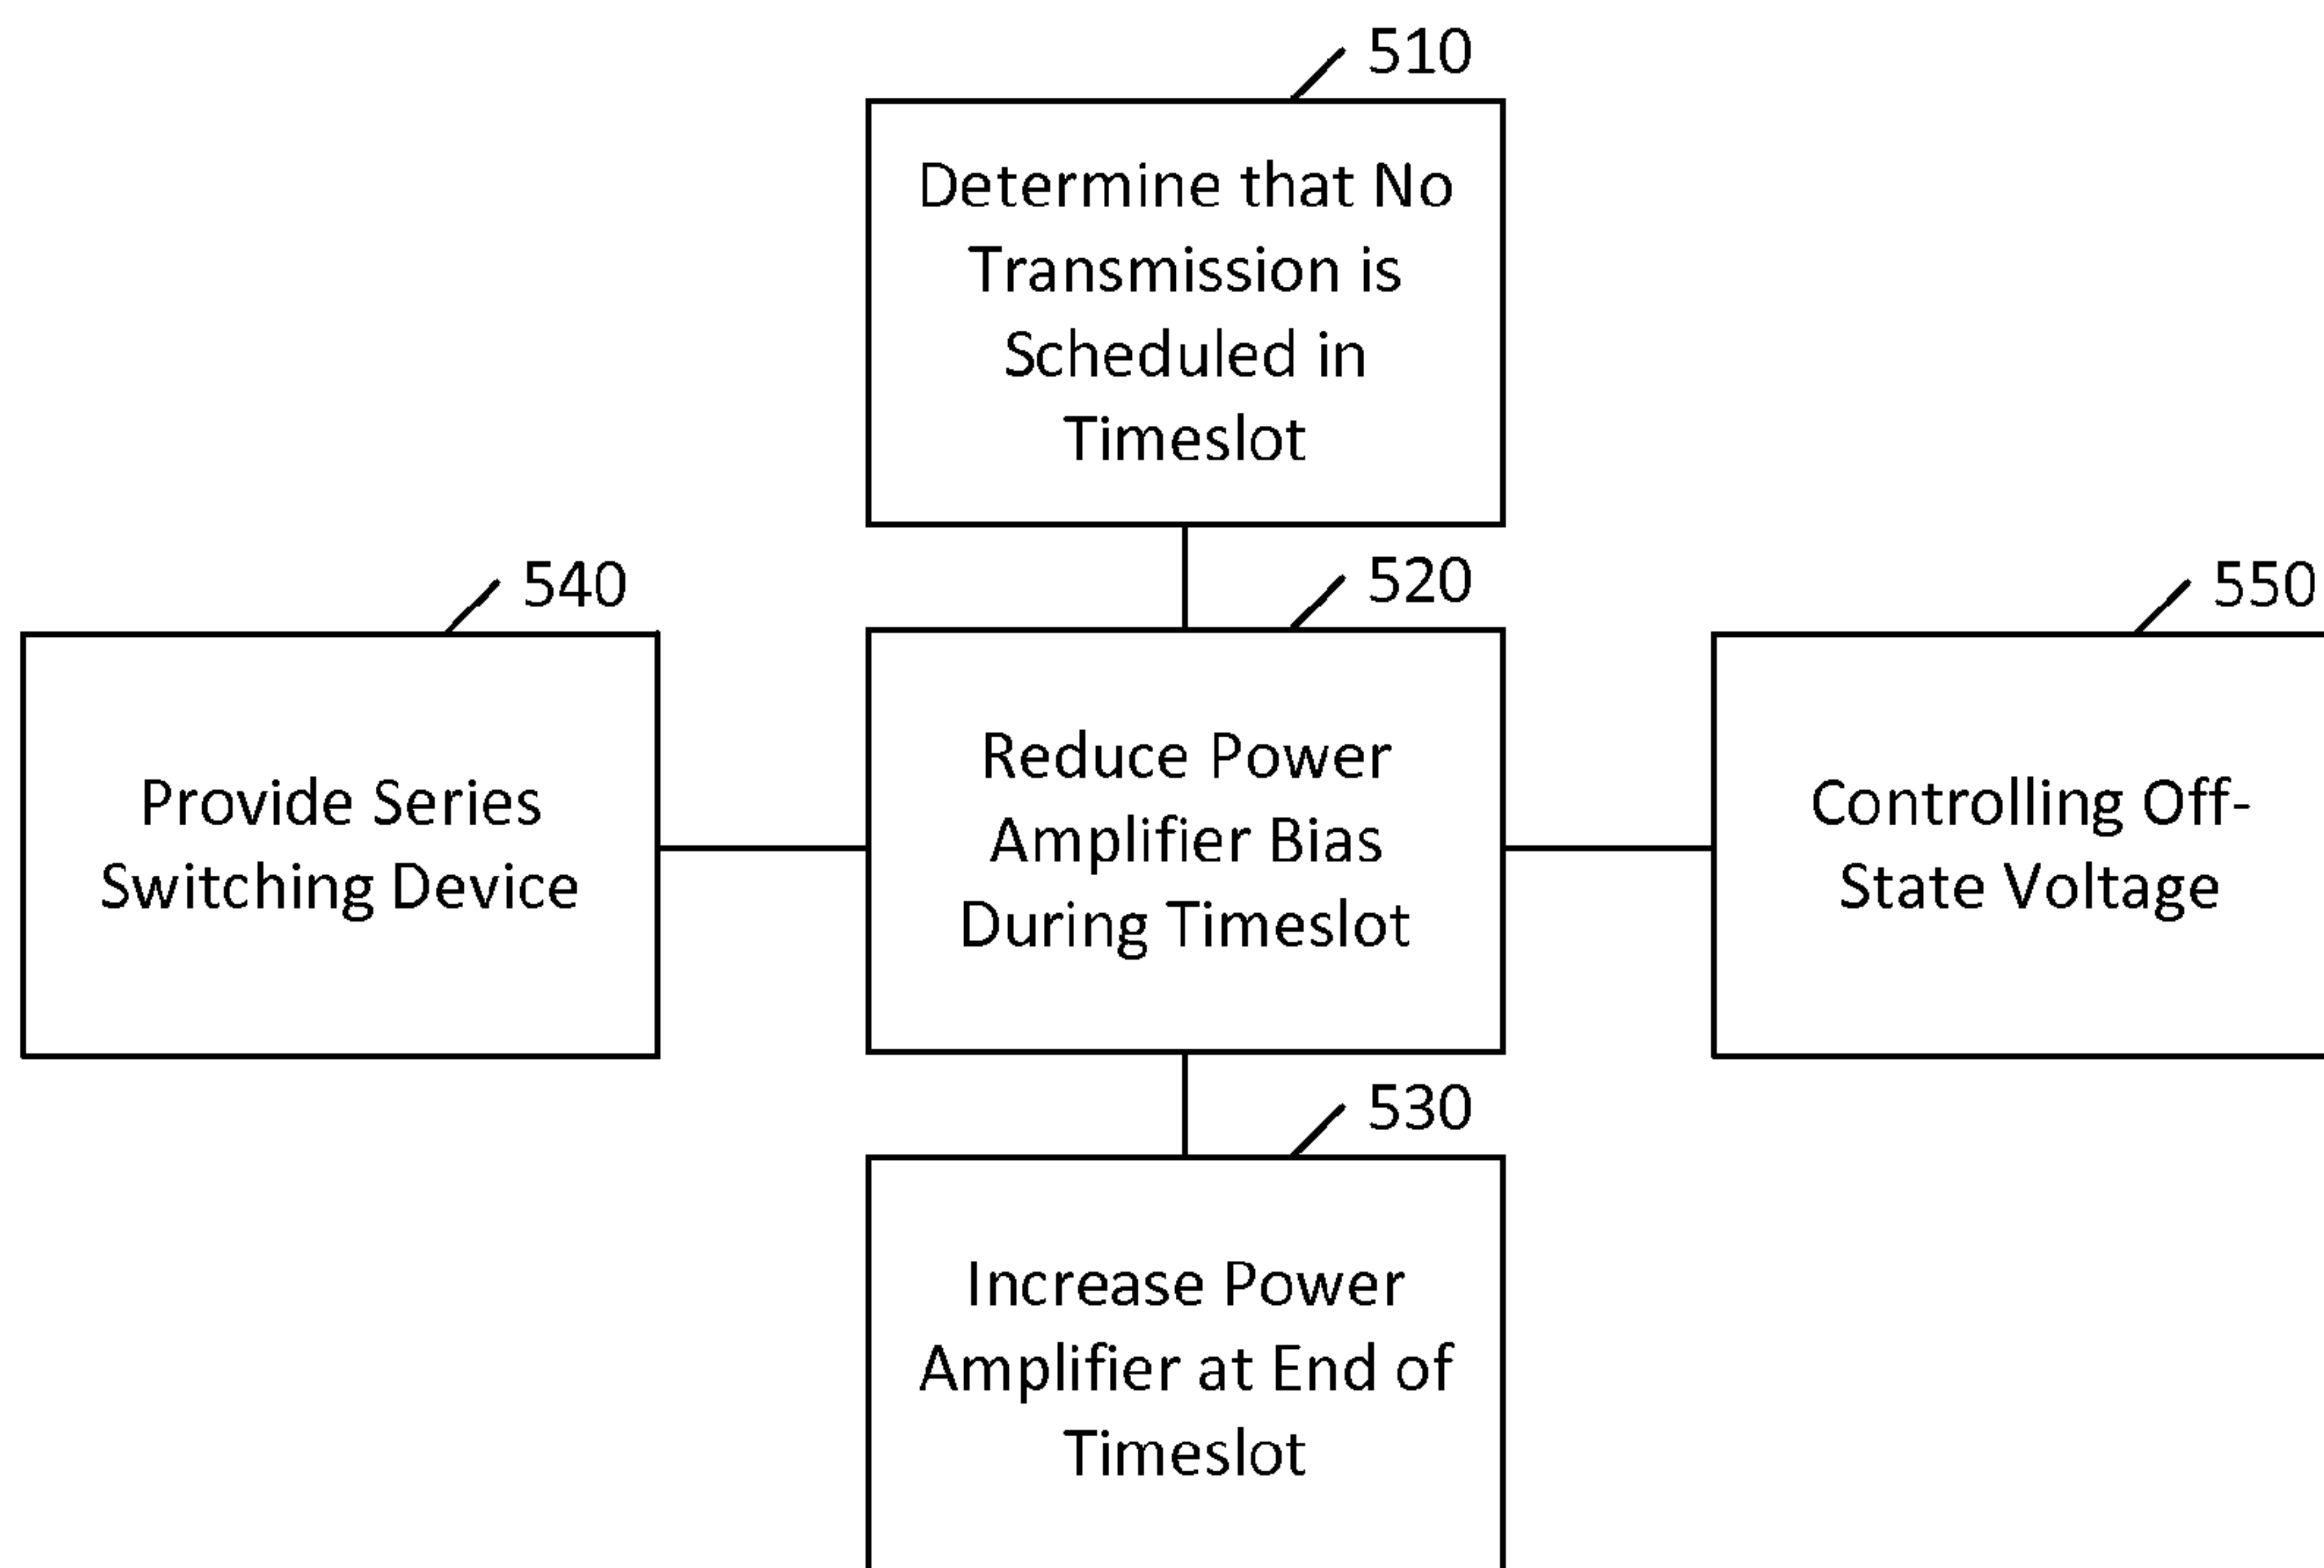 510
Determine that No
Transmission is
Scheduled in
Timeslot
540
Provide Series
Switching Device
520
Reduce Power
Amplifier Bias
During Timeslot
550
Controlling Off-
State Voltage
530
Increase Power
Amplifier at End of
Timeslot